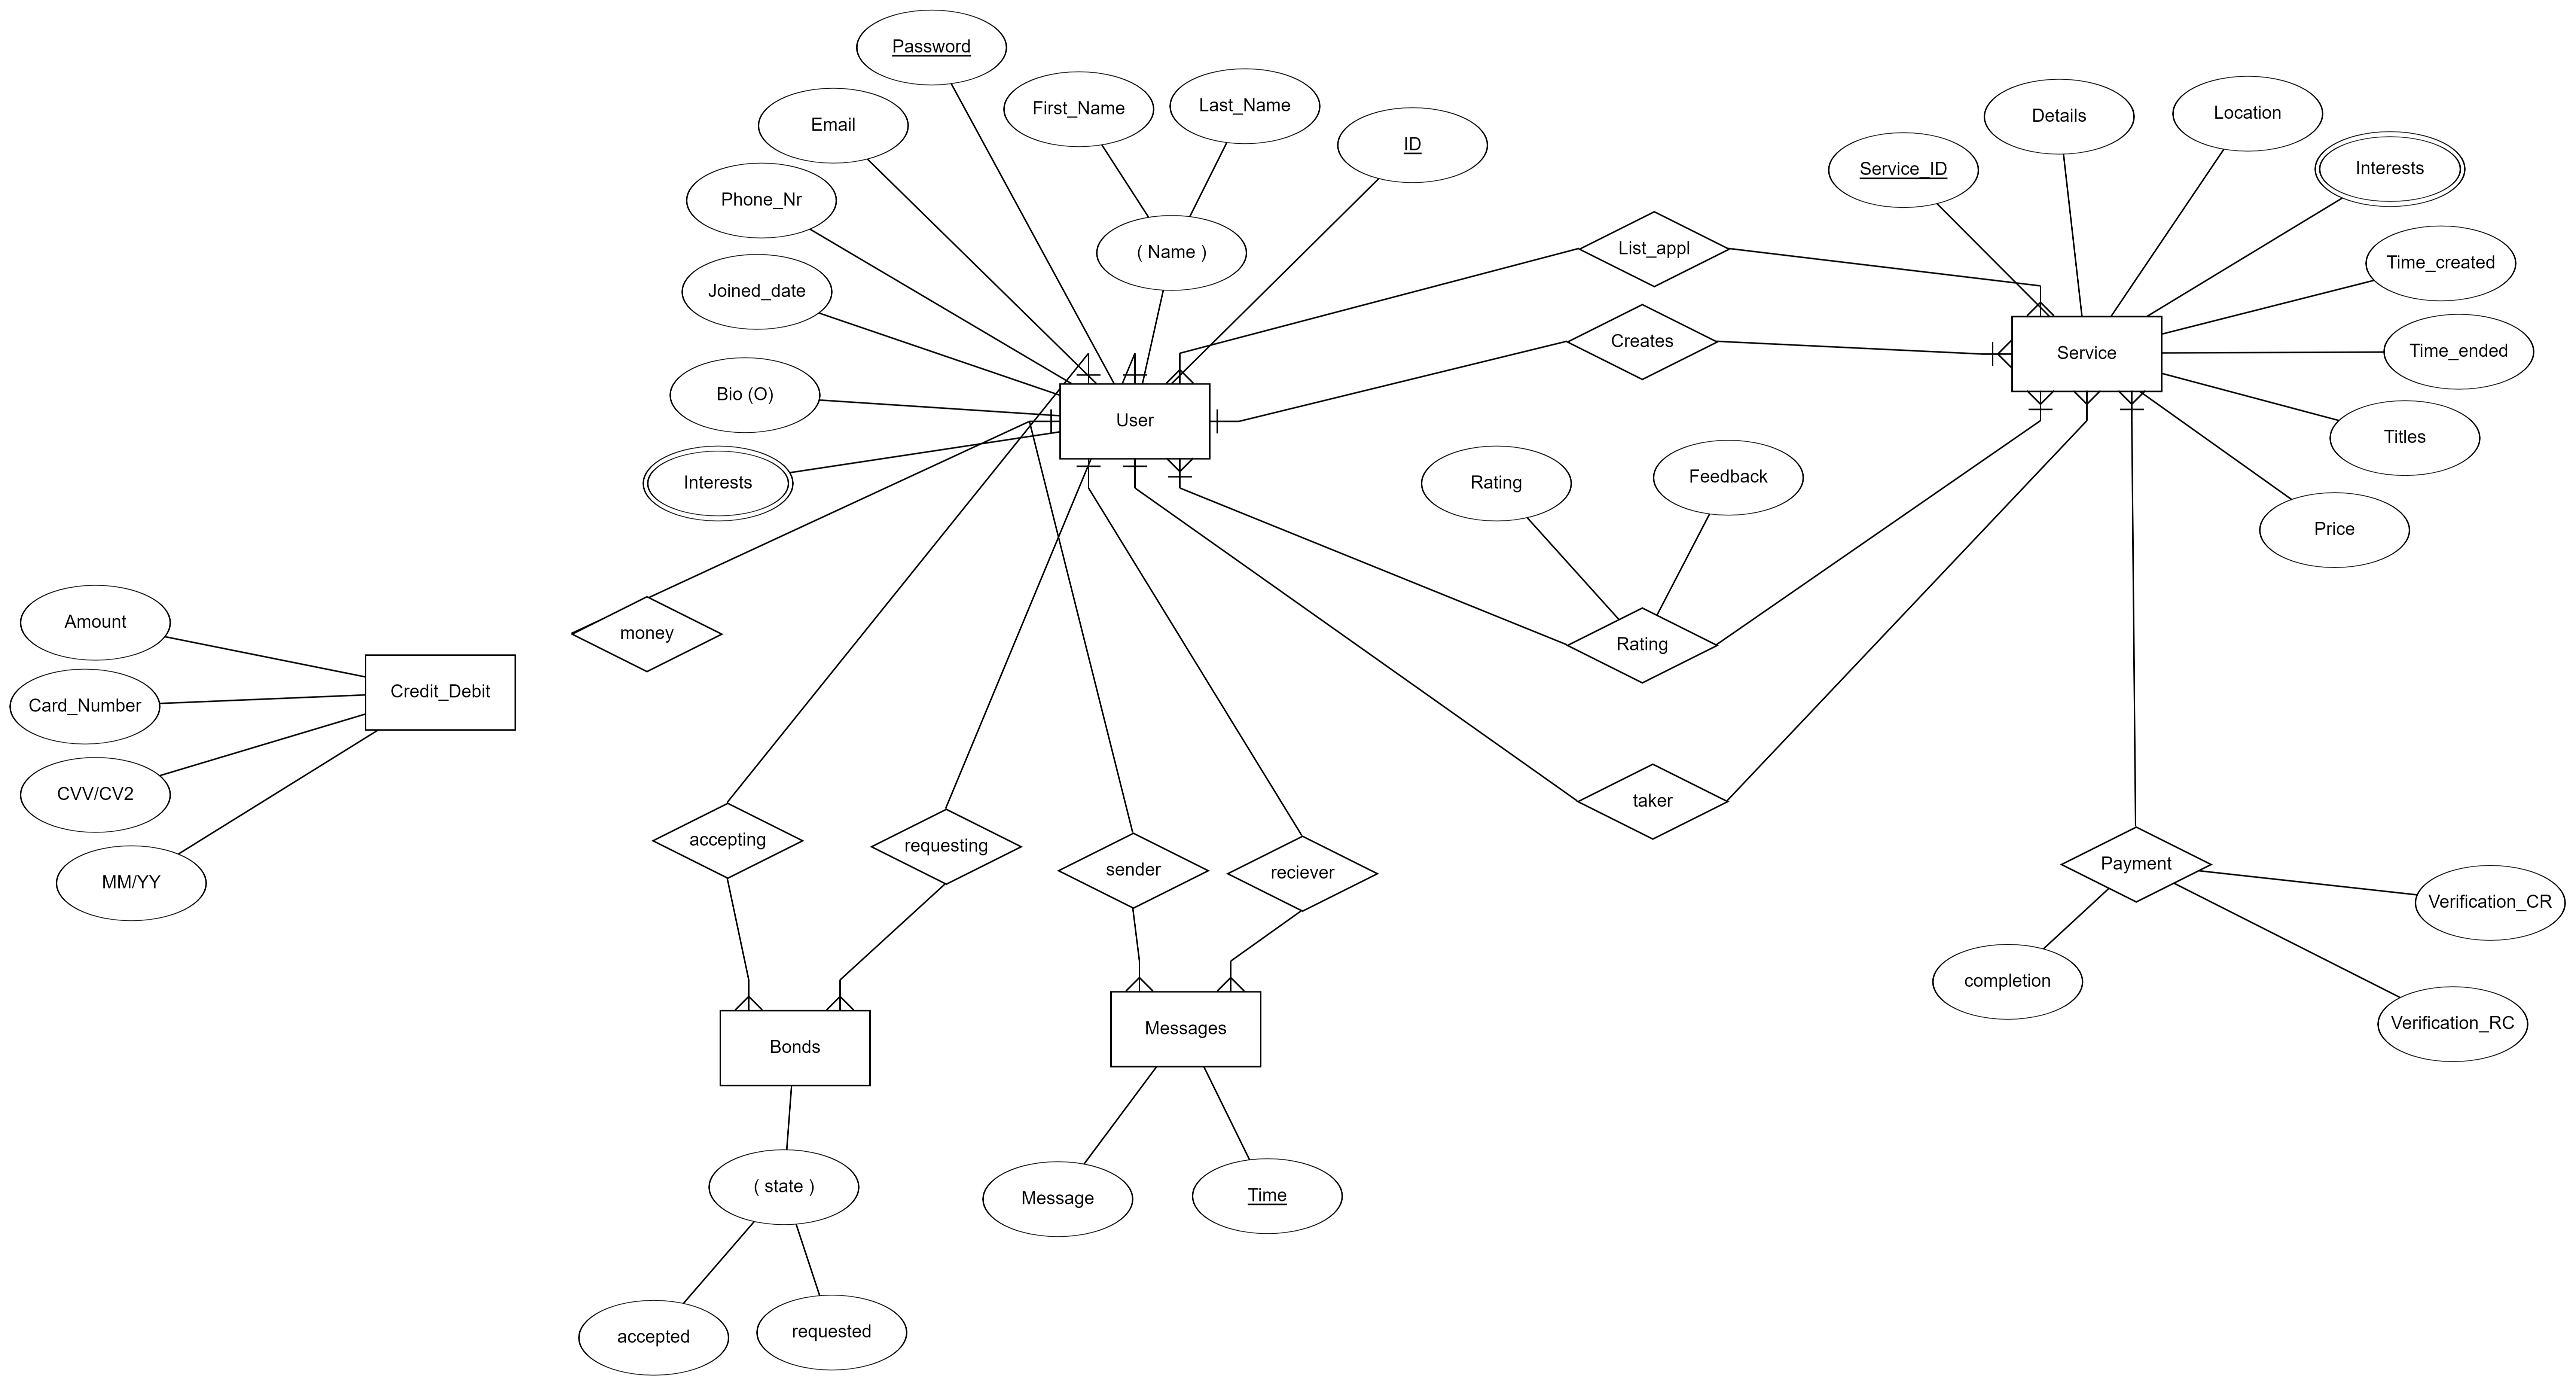 Password
First_Name
Last_Name
Email
ID
Details
Location
Service_ID
Interests
Phone_Nr
( Name )
List_appl
Time_created
Joined_date
Creates
Service
Time_ended
Bio (O)
User
Titles
Interests
Rating
Feedback
Price
Amount
money
Rating
Credit_Debit
Card_Number
CVV/CV2
taker
accepting
requesting
sender
reciever
Payment
MM/YY
Verification_CR
completion
Verification_RC
Bonds
Messages
( state )
Message
Time
accepted
requested